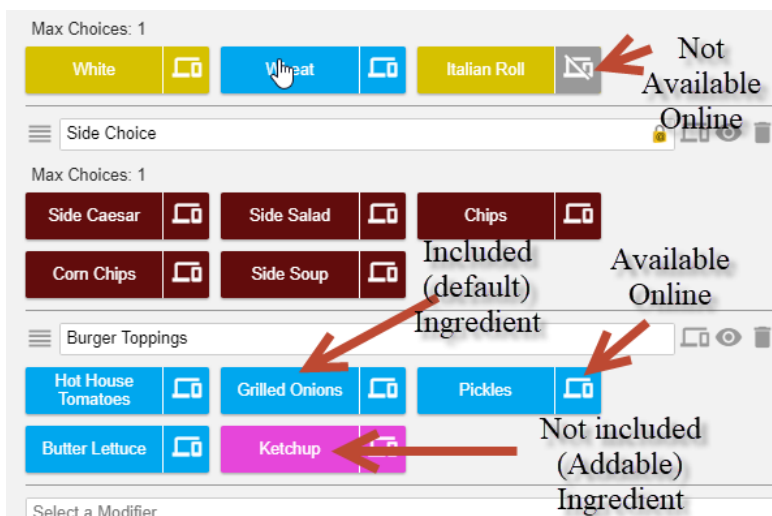 Max Choices: 1
White
Wheat
Italian Roll
Not
Available
Online
Side Choice
Max Choices: 1
Side Caesar
Side Salad
Chips
Corn Chips
Side Soup
Included
(default)
Ingredient
Available
Online
Burger Toppings
Hot House
Tomatoes
Grilled Onions
Pickles
Butter Lettuce
Ketchup
Not included
(Addable)
Ingredient
Select a Modifier